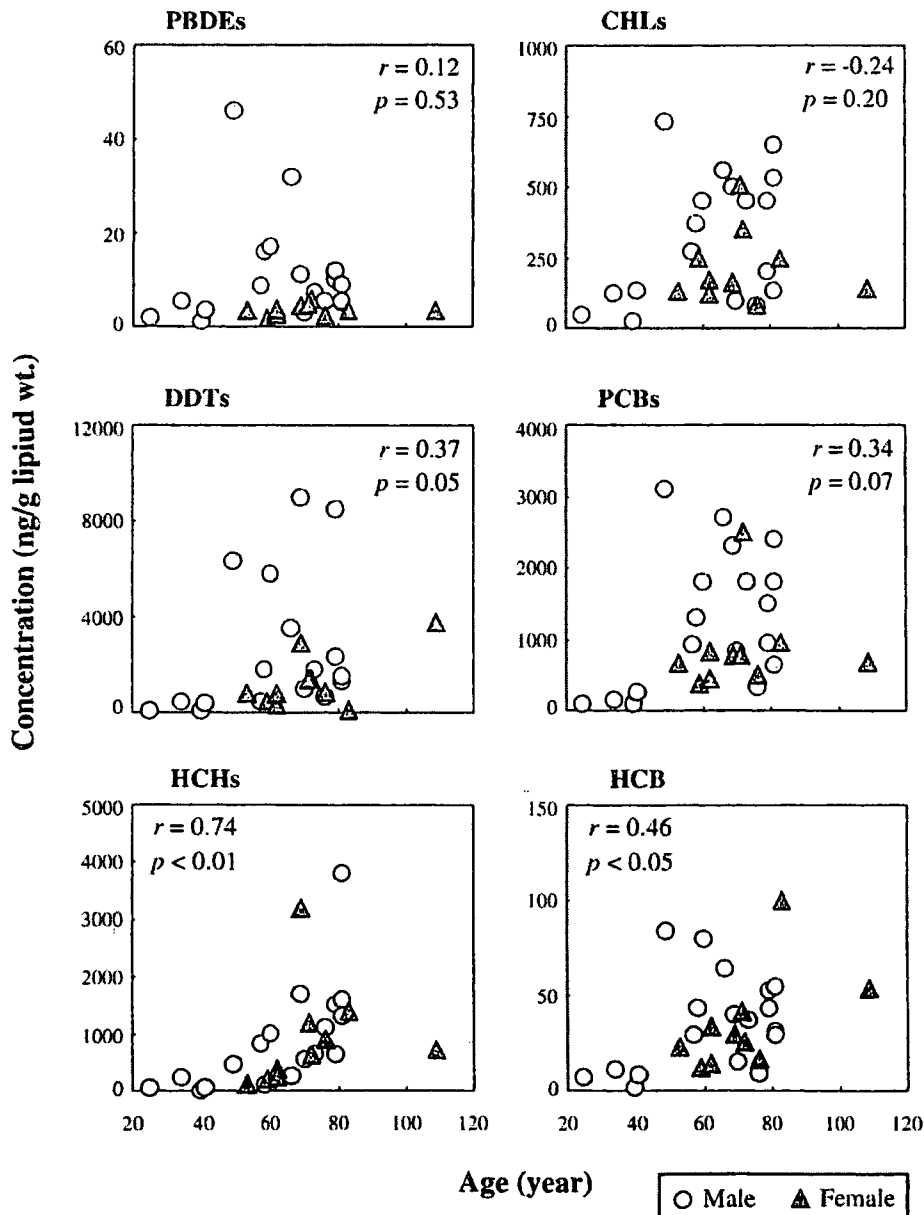 PBDEs
60
40
20
0
r = 0.12
p = 0.53
CHLs
1000
750
500
250
0
r = -0.24
p = 0.20
Concentration (ng/g lipiud wt.)
DDTs
12000
8000
4000
0
r = 0.37
p = 0.05
PCBs
4000
3000
2000
1000
0
r = 0.34
p = 0.07
HCHs
5000
4000
3000
2000
1000
0
r = 0.74
p < 0.01
20 40 60 80 100 120
HCB
150
100
50
0
r = 0.46
p < 0.05
20 40 60 80 100 120
Age (year)
Male Female